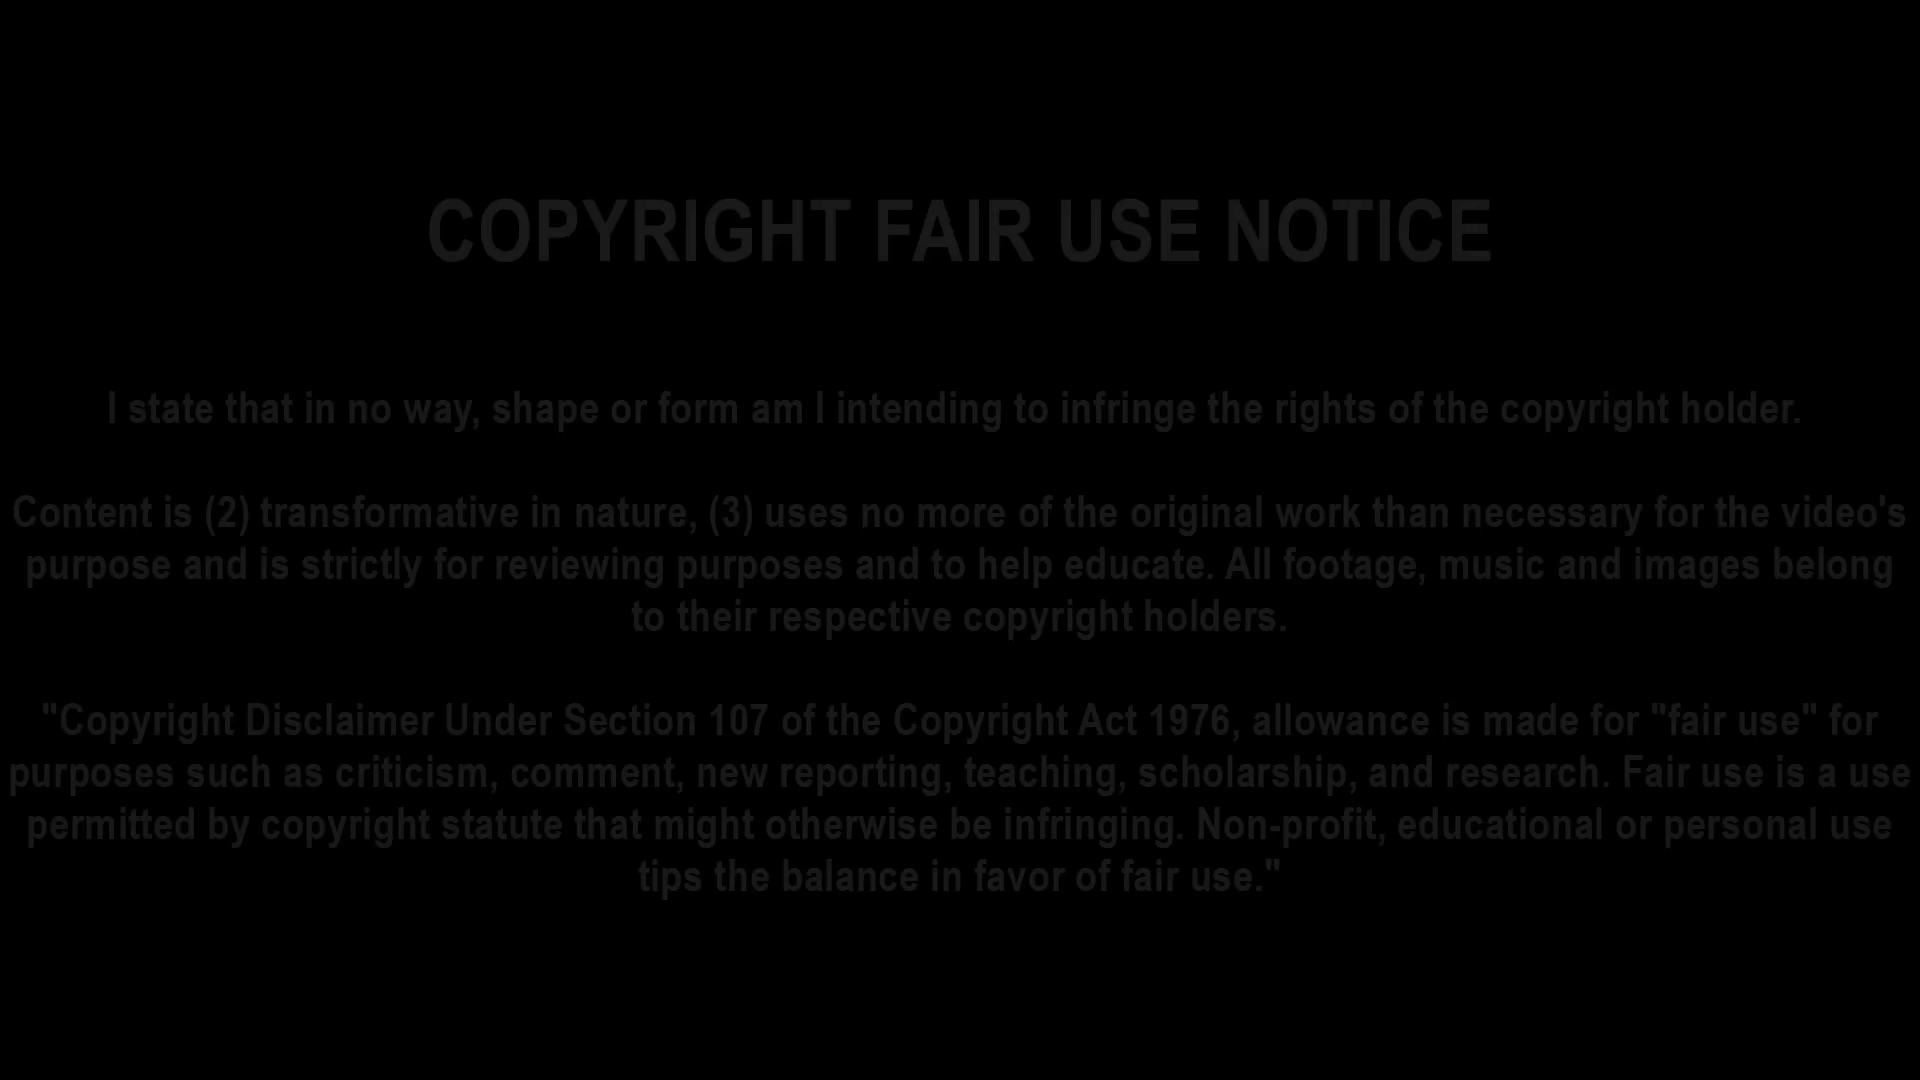 COPYRIGHT FAIR USE NOTICE
I state that in no way, shape or form am I intending to infringe the rights of the copyright holder.
Content is (2) transformative in nature, (3) uses no more of the original work than necessary for the video's
purpose and is strictly for reviewing purposes and to help educate. All footage, music and images belong
to their respective copyright holders.
"Copyright Disclaimer Under Section 107 of the Copyright Act 1976, allowance is made for "fair use" for
purposes such as criticism, comment, new reporting, teaching, scholarship, and research. Fair use is a use
permitted by copyright statute that might otherwise be infringing. Non-profit, educational or personal use
tips the balance in favor of fair use."